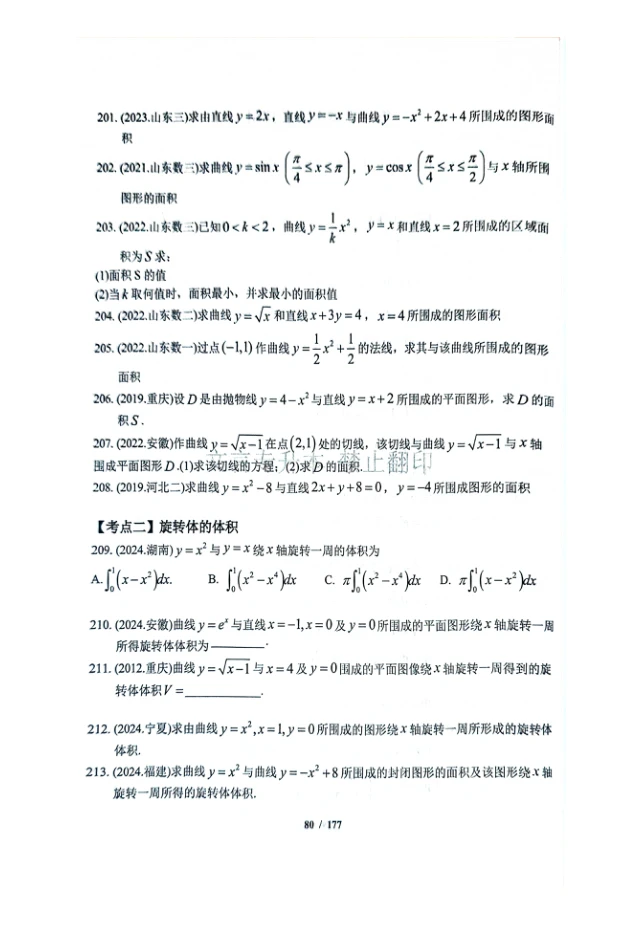 201. (2023.山东三)求由直线 y=2x，直线 y=-x 与曲线 y=-x²+2x+4 所围成的图形面
积
202. (2021.山东数三)求曲线 y=sin x (π/4≤x≤π)，y=cos x (π/4≤x≤π/2) 与 x 轴所围
图形的面积
203. (2022.山东数三)已知 0<k<2，曲线 y=1/k x²，y=x 和直线 x=2 所围成的区域面
积为 S 求：
(1)面积 S 的值
(2)当 k 取何值时，面积最小，并求最小的面积值
204. (2022.山东数二)求曲线 y=√x 和直线 x+3y=4，x=4 所围成的图形面积
205. (2022.山东数一)过点(-1,1) 作曲线 y=1/2 x²+1/2 的法线，求其与该曲线所围成的图形
面积
206. (2019.重庆)设 D 是由抛物线 y=4-x² 与直线 y=x+2 所围成的平面图形，求 D 的面
积 S．
207. (2022.安徽)作曲线 y=√(x-1) 在点(2,1) 处的切线，该切线与曲线 y=√(x-1) 与 x 轴
围成平面图形 D.(1)求该切线的方程；(2)求 D 的面积.
禁止翻印
208. (2019.河北二)求曲线 y=x²-8 与直线 2x+y+8=0，y=-4 所围成图形的面积
【考点二】旋转体的体积
209. (2024.湖南) y=x² 与 y=x 绕 x 轴旋转一周的体积为
A. ∫₀¹(x-x²)dx. B. ∫₀¹(x²-x⁴)dx C. π∫₀¹(x²-x⁴)dx D. π∫₀¹(x-x²)dx
210. (2024.安徽)曲线 y=eˣ 与直线 x=-1,x=0 及 y=0 所围成的平面图形绕 x 轴旋转一周
所得旋转体体积为________.
211. (2012.重庆)曲线 y=√(x-1) 与 x=4 及 y=0 围成的平面图像绕 x 轴旋转一周得到的旋
转体体积 V=___________.
212. (2024.宁夏)求由曲线 y=x²,x=1,y=0 所围成的图形绕 x 轴旋转一周所形成的旋转体
体积.
213. (2024.福建)求曲线 y=x² 与曲线 y=-x²+8 所围成的封闭图形的面积及该图形绕 x 轴
旋转一周所得的旋转体体积.
80 / 177